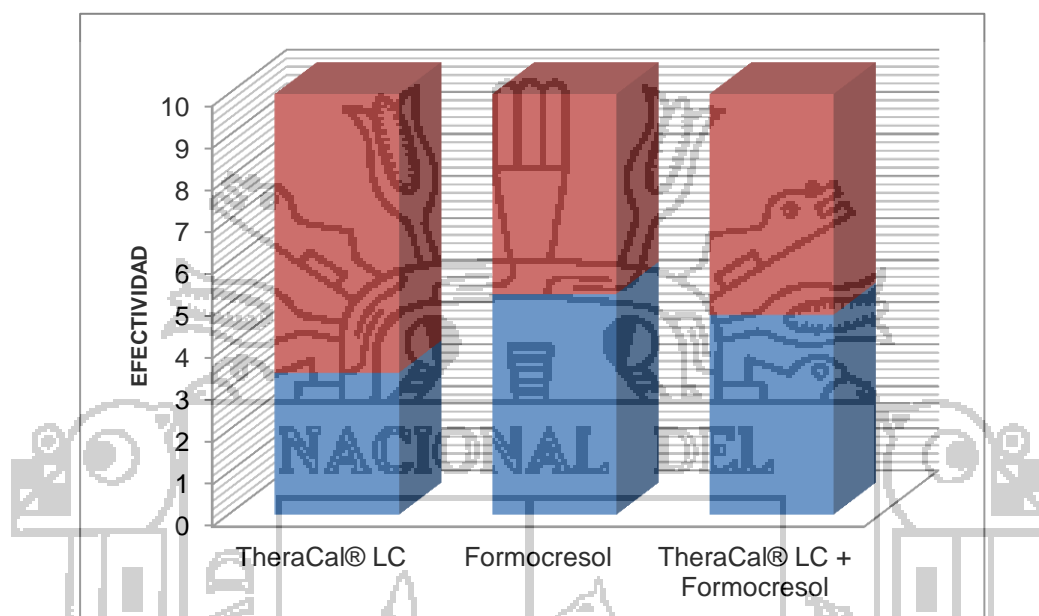 10
9
8
7
6
5
4
3
2
1
0
EFECTIVIDAD
NACIONAL DEL
TheraCal® LC
Formocresol
TheraCal® LC +
Formocresol